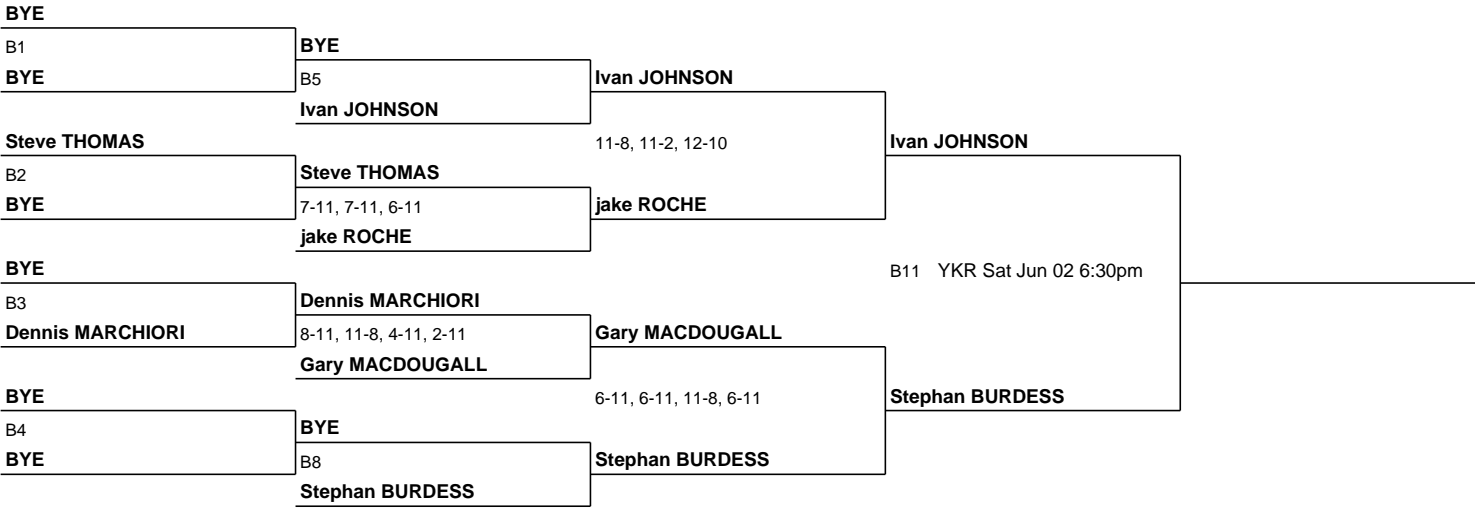 BYE
B1
BYE
BYE
B5
Ivan JOHNSON
Ivan JOHNSON
Steve THOMAS
11-8, 11-2, 12-10
Ivan JOHNSON
B2
Steve THOMAS
BYE
7-11, 7-11, 6-11
jake ROCHE
jake ROCHE
BYE
B11 YKR Sat Jun 02 6:30pm
B3
Dennis MARCHIORI
Dennis MARCHIORI
8-11, 11-8, 4-11, 2-11
Gary MACDOUGALL
Gary MACDOUGALL
BYE
6-11, 6-11, 11-8, 6-11
Stephan BURDESS
B4
BYE
BYE
B8
Stephan BURDESS
Stephan BURDESS